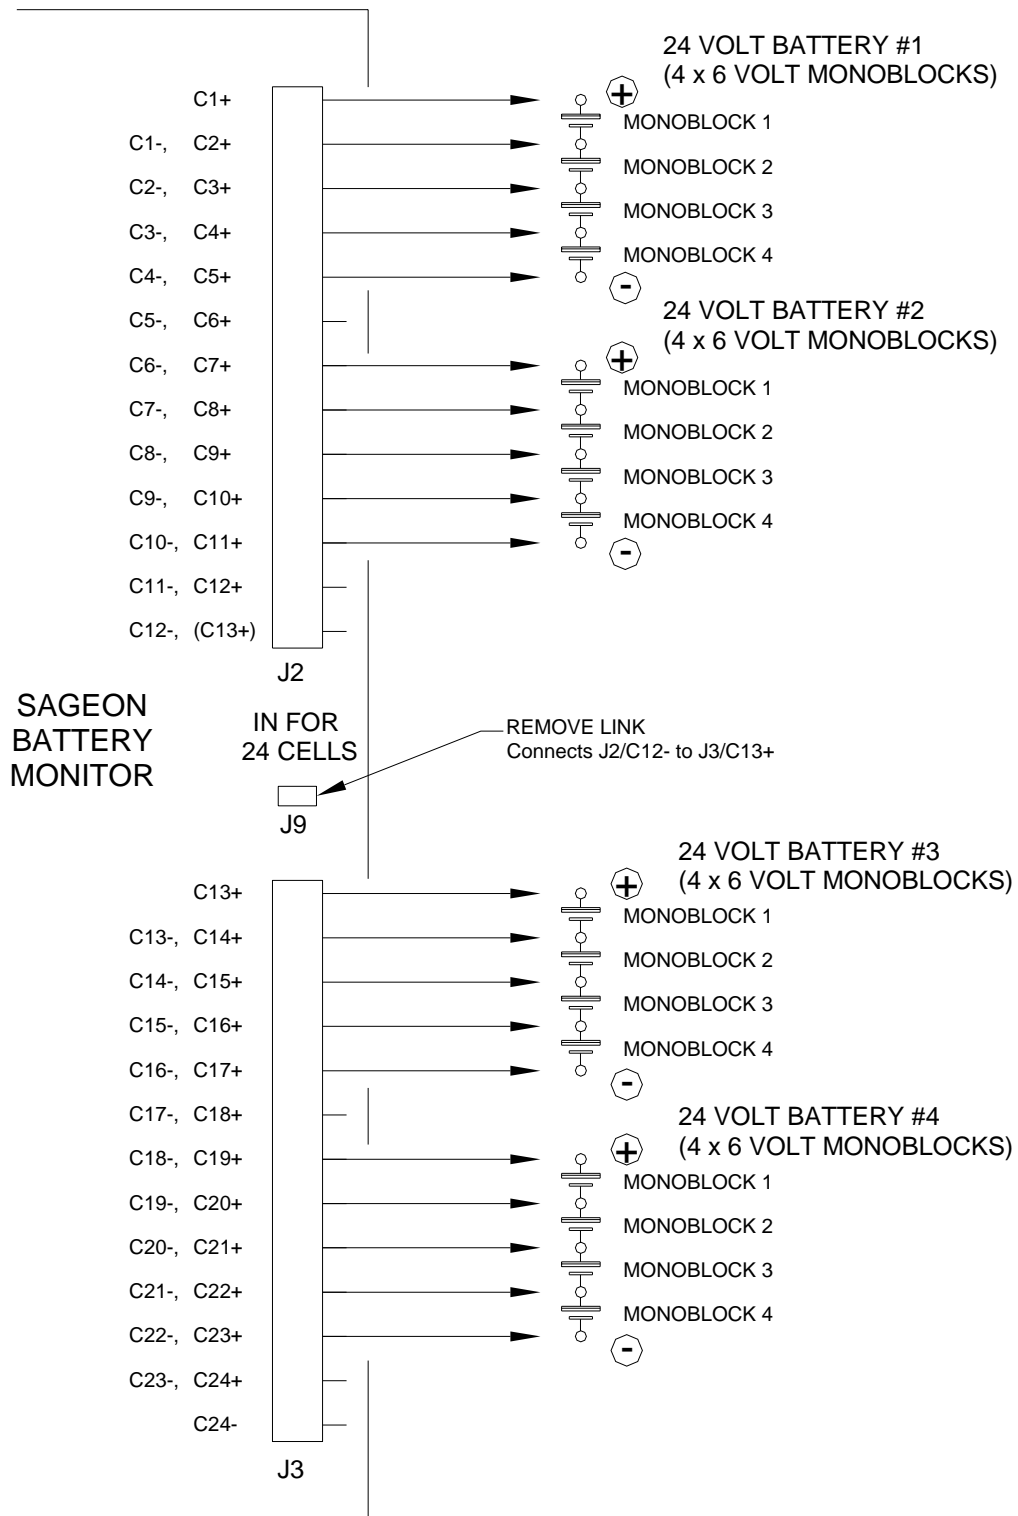 24 VOLT BATTERY #1
(4 x 6 VOLT MONOBLOCKS)
C1+
+
MONOBLOCK 1
C1-, C2+
MONOBLOCK 2
C2-, C3+
MONOBLOCK 3
C3-, C4+
MONOBLOCK 4
C4-, C5+
-
24 VOLT BATTERY #2
(4 x 6 VOLT MONOBLOCKS)
C5-, C6+
+
C6-, C7+
MONOBLOCK 1
C7-, C8+
MONOBLOCK 2
C8-, C9+
MONOBLOCK 3
C9-, C10+
MONOBLOCK 4
C10-, C11+
-
C11-, C12+
C12-, (C13+)
J2
SAGEON
BATTERY
MONITOR
IN FOR
24 CELLS
REMOVE LINK
Connects J2/C12- to J3/C13+
J9
24 VOLT BATTERY #3
(4 x 6 VOLT MONOBLOCKS)
C13+
+
MONOBLOCK 1
C13-, C14+
MONOBLOCK 2
C14-, C15+
MONOBLOCK 3
C15-, C16+
MONOBLOCK 4
C16-, C17+
-
24 VOLT BATTERY #4
(4 x 6 VOLT MONOBLOCKS)
C17-, C18+
+
C18-, C19+
MONOBLOCK 1
C19-, C20+
MONOBLOCK 2
C20-, C21+
MONOBLOCK 3
C21-, C22+
MONOBLOCK 4
C22-, C23+
-
C23-, C24+
C24-
J3